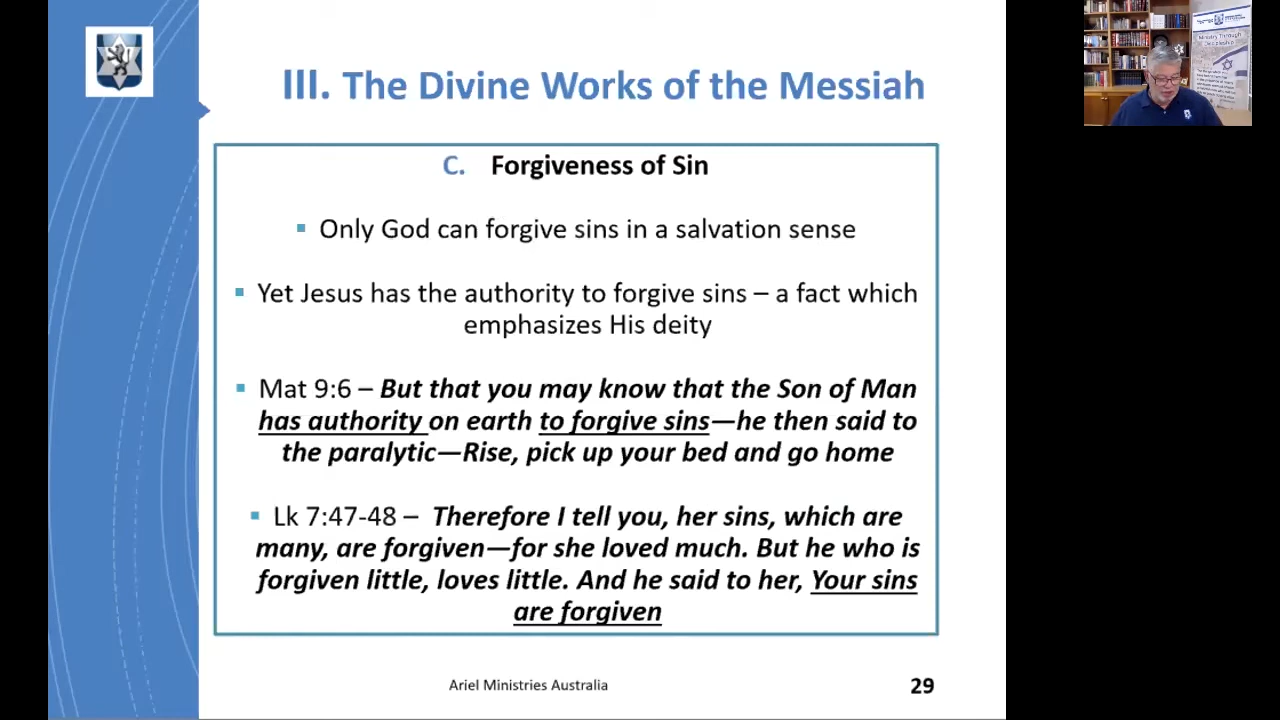 III. The Divine Works of the Messiah
C. Forgiveness of Sin
▪ Only God can forgive sins in a salvation sense
▪ Yet Jesus has the authority to forgive sins – a fact which
emphasizes His deity
▪ Mat 9:6 – But that you may know that the Son of Man
has authority on earth to forgive sins—he then said to
the paralytic—Rise, pick up your bed and go home
▪ Lk 7:47-48 – Therefore I tell you, her sins, which are
many, are forgiven—for she loved much. But he who is
forgiven little, loves little. And he said to her, Your sins
are forgiven
Ariel Ministries Australia
29
Ministry Through
Discipleship